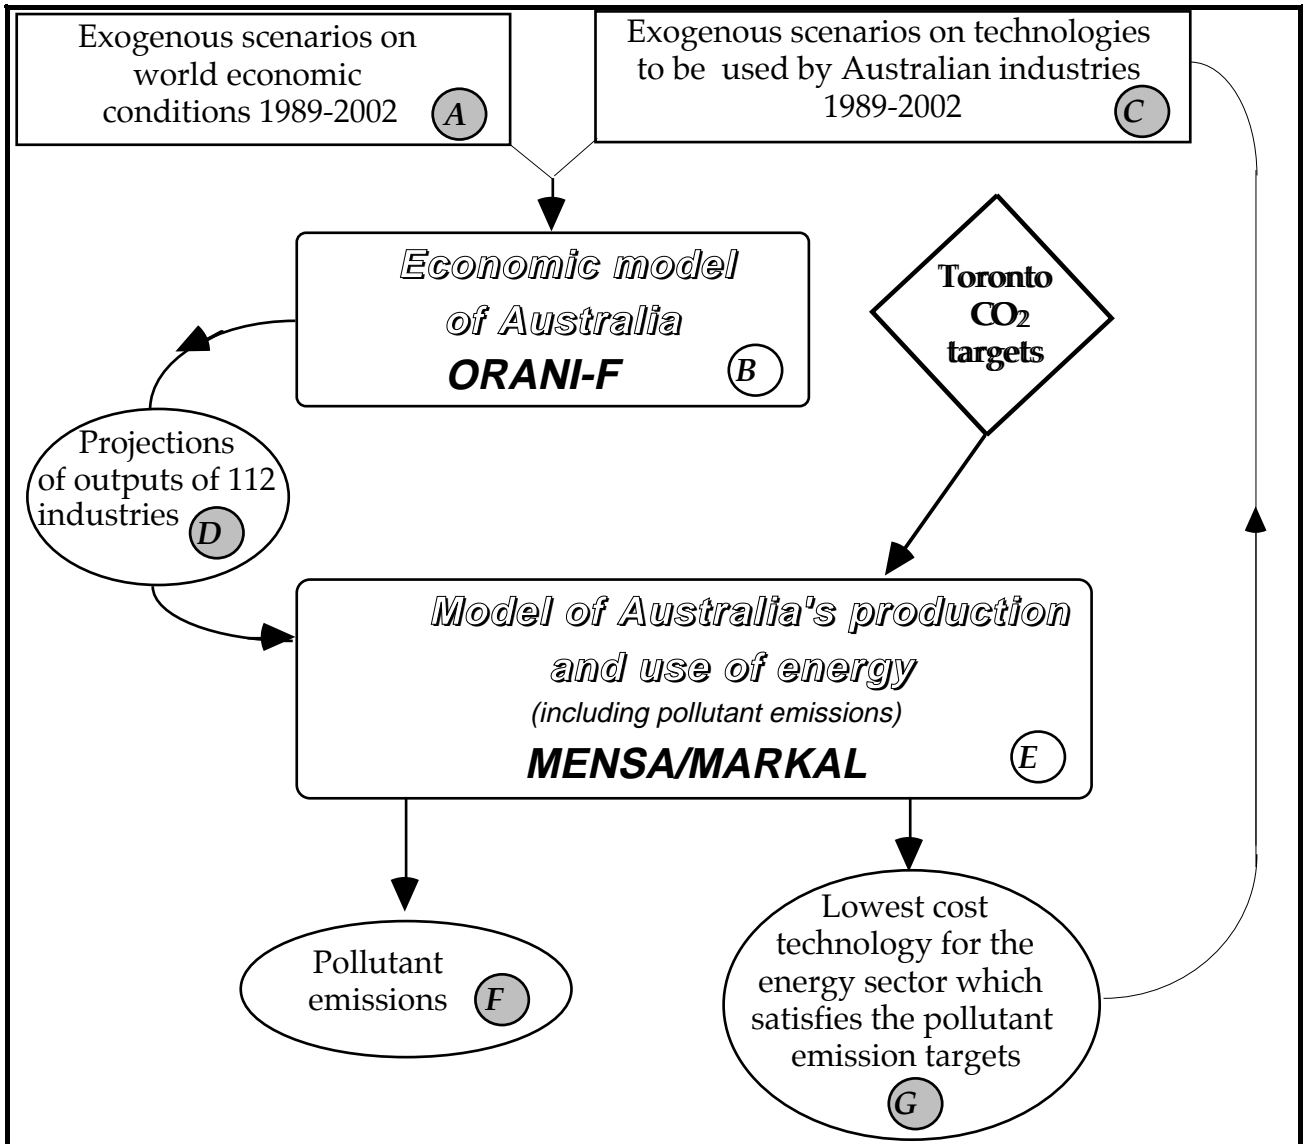 Exogenous scenarios on
world economic
conditions 1989-2002
A
Exogenous scenarios on technologies
to be used by Australian industries
1989-2002
C
Economic model
of Australia
ORANI-F
B
Toronto
CO2
targets
Projections
of outputs of 112
industries
D
Model of Australia's production
and use of energy
(including pollutant emissions)
MENSA/MARKAL
E
Pollutant
emissions
F
Lowest cost
technology for the
energy sector which
satisfies the pollutant
emission targets
G